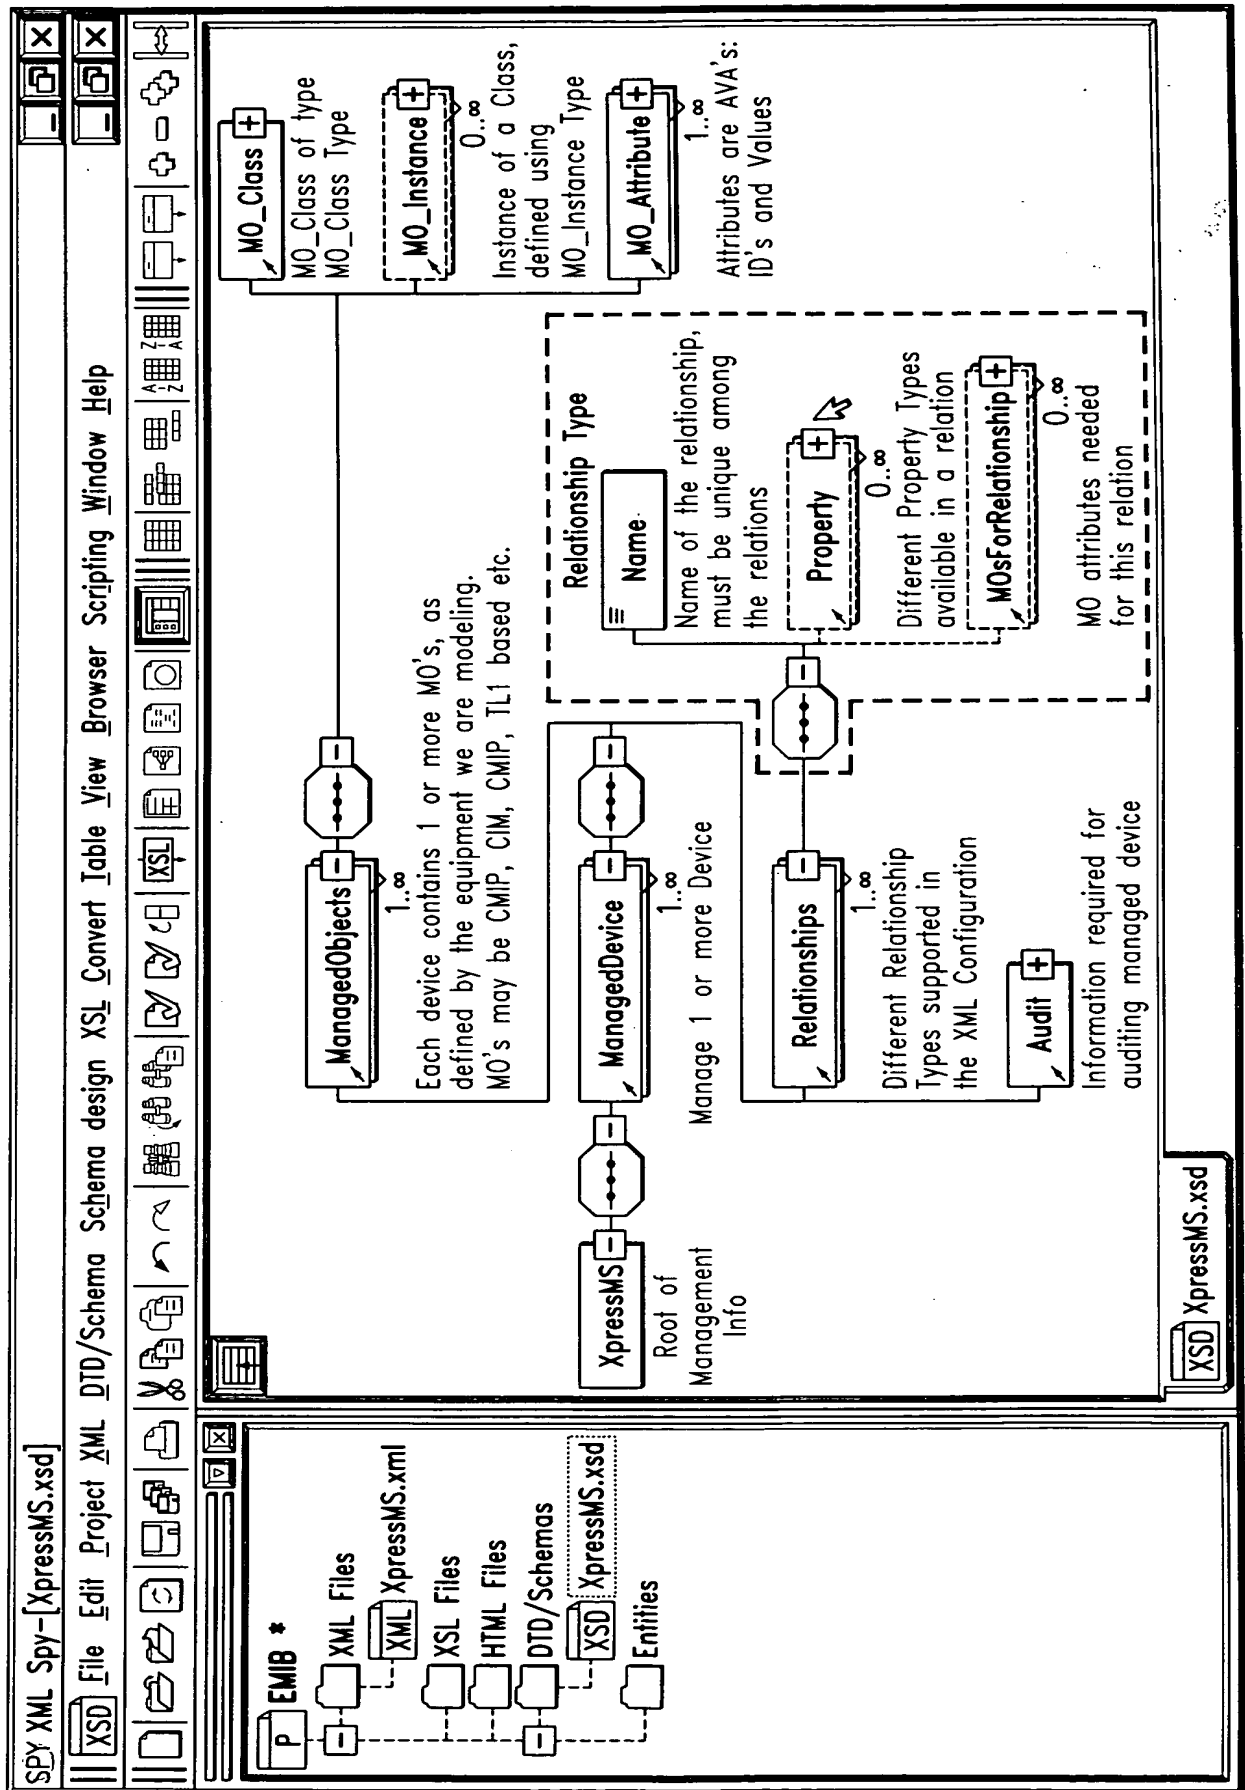 SPY XML Spy-[XpressMS.xsd]
XSD File Edit Project XML DTD/Schema Schema design XSL Convert Table View Browser Scripting Window Help
XSL
A-Z
Z-A
P EMIB *
XML Files
XML XpressMS.xml
XSL Files
HTML Files
DTD/Schemas
XSD XpressMS.xsd
Entities
XpressMS
Root of
Management
Info
ManagedObjects
1..∞
Each device contains 1 or more MO's, as
defined by the equipment we are modeling.
MO's may be CMIP, CIM, CMIP, TL1 based etc.
ManagedDevice
1..∞
Manage 1 or more Device
Relationships
1..∞
Different Relationship
Types supported in
the XML Configuration
Audit
Information required for
auditing managed device
MO_Class
MO_Class of type
MO_Class Type
MO_Instance
0..∞
Instance of a Class,
defined using
MO_Instance Type
MO_Attribute
1..∞
Attributes are AVA's:
ID's and Values
Relationship Type
Name
Name of the relationship,
must be unique among
the relations
Property
0..∞
Different Property Types
available in a relation
MOsForRelationship
0..∞
MO attributes needed
for this relation
XSD XpressMS.xsd